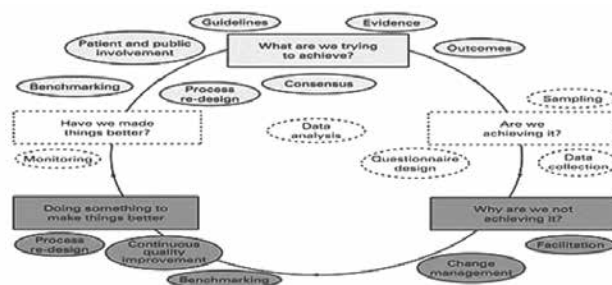 Guidelines
Evidence
Patient and public
involvement
What are we trying
to achieve?
Outcomes
Benchmarking
Process
re-design
Consensus
Sampling
Have we made
things better?
Data
analysis
Are we
achieving it?
Monitoring
Questionnaire
design
Data
collection
Doing something to
make things better
Why are we not
achieving it?
Process
re-design
Continuous
quality
improvement
Facilitation
Benchmarking
Change
management